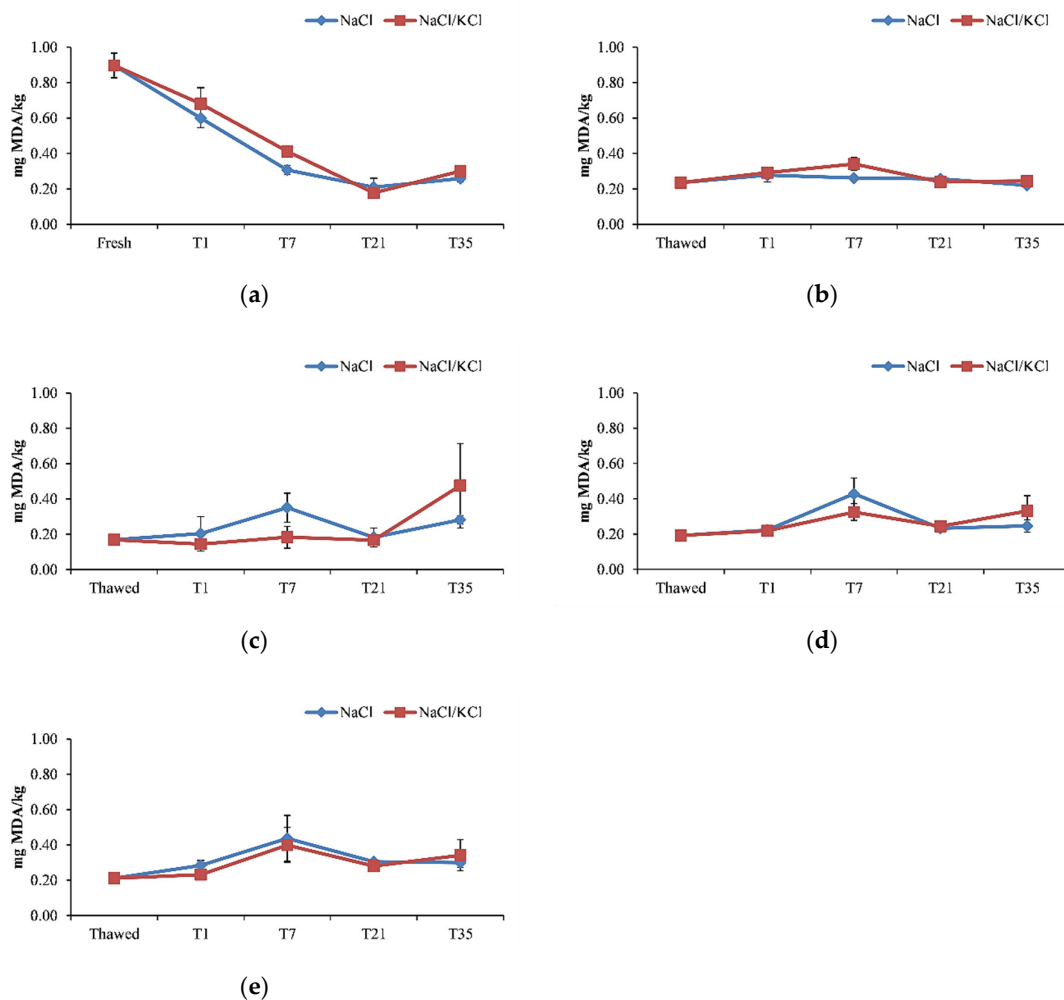 NaCl NaCl/KCl
mg MDA/kg
1.00
0.80
0.60
0.40
0.20
0.00
Fresh T1 T7 T21 T35
(a)
NaCl NaCl/KCl
mg MDA/kg
1.00
0.80
0.60
0.40
0.20
0.00
Thawed T1 T7 T21 T35
(b)
NaCl NaCl/KCl
mg MDA/kg
1.00
0.80
0.60
0.40
0.20
0.00
Thawed T1 T7 T21 T35
(c)
NaCl NaCl/KCl
mg MDA/kg
1.00
0.80
0.60
0.40
0.20
0.00
Thawed T1 T7 T21 T35
(d)
NaCl NaCl/KCl
mg MDA/kg
1.00
0.80
0.60
0.40
0.20
0.00
Thawed T1 T7 T21 T35
(e)